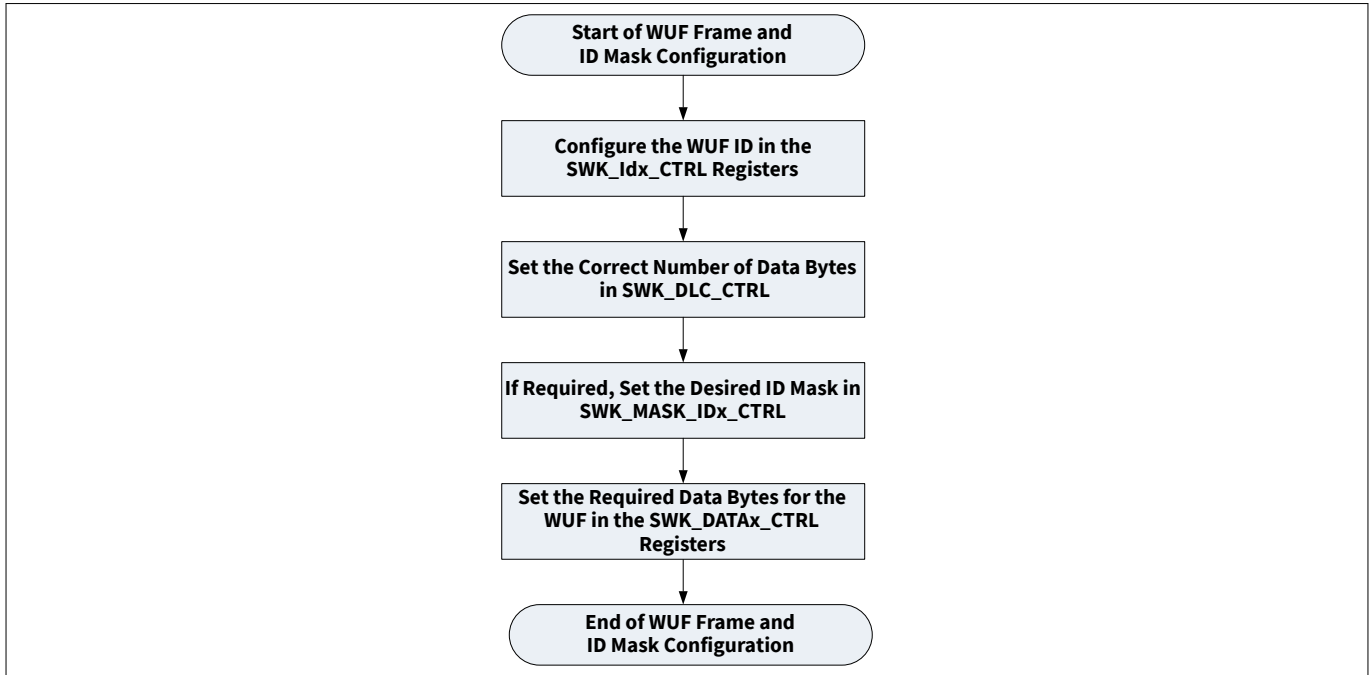 Start of WUF Frame and
ID Mask Configuration
Configure the WUF ID in the
SWK_Idx_CTRL Registers
Set the Correct Number of Data Bytes
in SWK_DLC_CTRL
If Required, Set the Desired ID Mask in
SWK_MASK_IDx_CTRL
Set the Required Data Bytes for the
WUF in the SWK_DATAx_CTRL
Registers
End of WUF Frame and
ID Mask Configuration